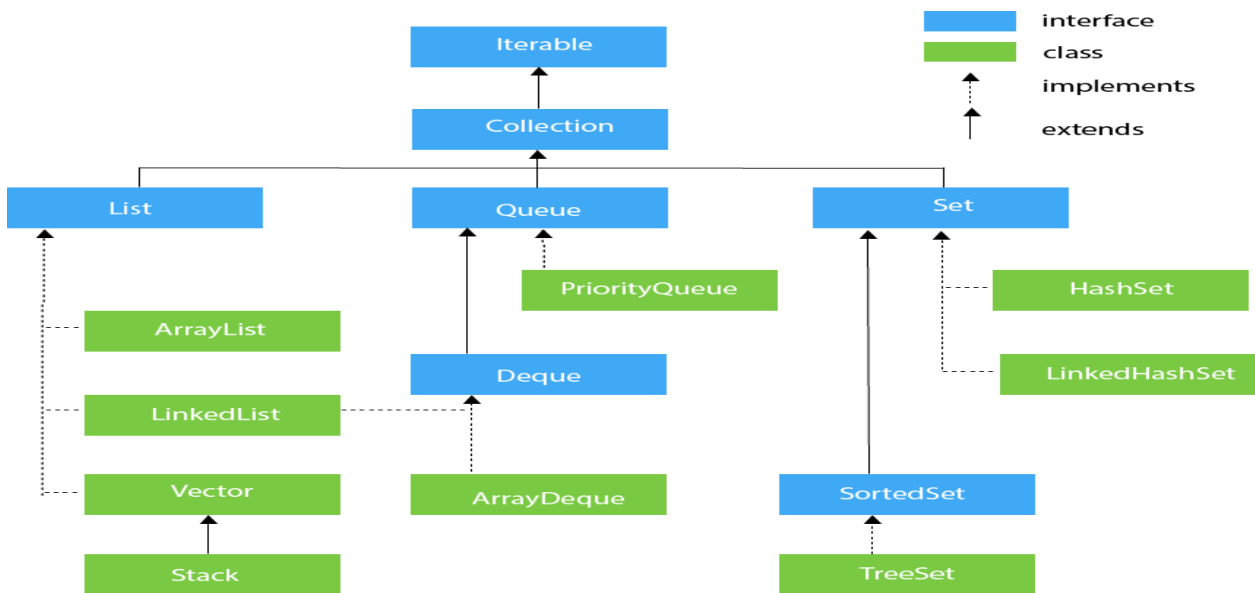 Iterable
interface
class
implements
Collection
extends
List
Queue
Set
PriorityQueue
HashSet
ArrayList
Deque
LinkedHashSet
LinkedList
Vector
ArrayDeque
SortedSet
Stack
TreeSet